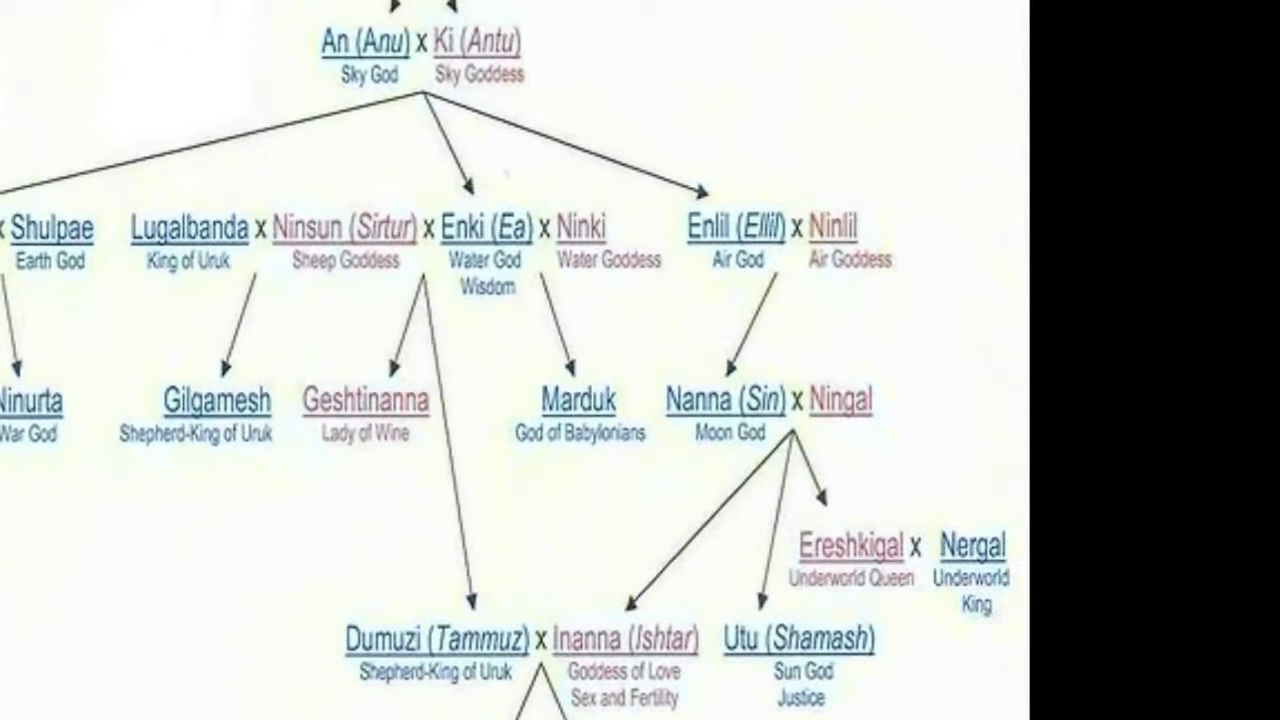 An (Anu) x Ki (Antu)
Sky God Sky Goddess
x Shulpae Lugalbanda x Ninsun (Sirtur) x Enki (Ea) x Ninki Enlil (Ellil) x Ninlil
Earth God King of Uruk Sheep Goddess Water God Water Goddess Air God Air Goddess
Wisdom
Ninurta Gilgamesh Geshtinanna Marduk Nanna (Sin) x Ningal
War God Shepherd-King of Uruk Lady of Wine God of Babylonians Moon God
Ereshkigal x Nergal
Underworld Queen Underworld
King
Dumuzi (Tammuz) x Inanna (Ishtar) Utu (Shamash)
Shepherd-King of Uruk Goddess of Love Sun God
Sex and Fertility Justice